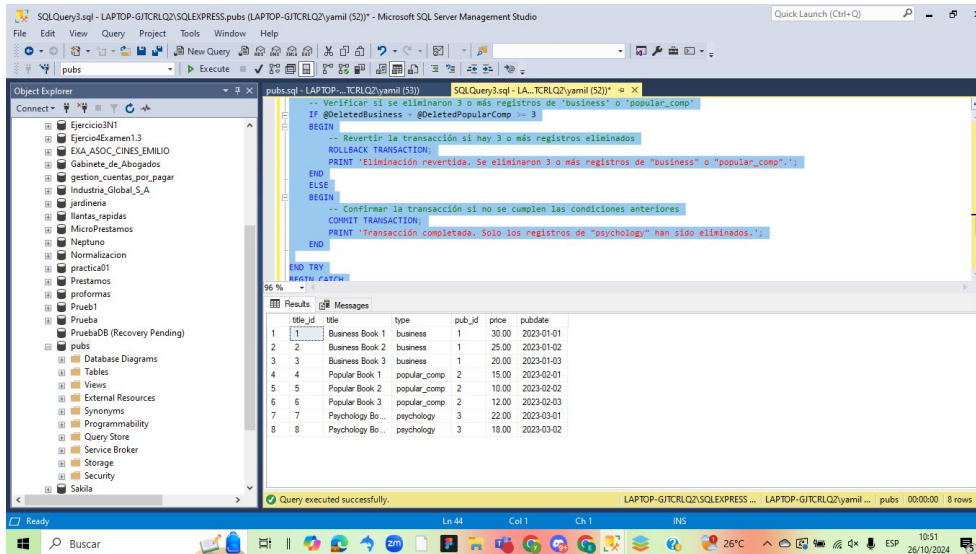 SQLQuery3.sql - LAPTOP-GJTCRLQ2\SQLEXPRESS.pubs (LAPTOP-GJTCRLQ2\yamil (52))* - Microsoft SQL Server Management Studio
Quick Launch (Ctrl+Q)
File Edit View Query Project Tools Window Help
New Query
pubs
Execute
Object Explorer
Connect
Ejercicio3N1
Ejercio4Examen1.3
EXA_ASOC_CINES_EMILIO
Gabinete_de_Abogados
gestion_cuentas_por_pagar
Industria_Global_S_A
jardineria
llantas_rapidas
MicroPrestamos
Neptuno
Normalizacion
practica01
Prestamos
proformas
Prueb1
Prueba
PruebaDB (Recovery Pending)
pubs
Database Diagrams
Tables
Views
External Resources
Synonyms
Programmability
Query Store
Service Broker
Storage
Security
Sakila
pubs.sql - LAPTOP-...TCRLQ2\yamil (53))
SQLQuery3.sql - LA...TCRLQ2\yamil (52))*
-- Verificar si se eliminaron 3 o más registros de 'business' o 'popular_comp'
IF @DeletedBusiness + @DeletedPopularComp >= 3
BEGIN
-- Revertir la transacción si hay 3 o más registros eliminados
ROLLBACK TRANSACTION;
PRINT 'Eliminación revertida. Se eliminaron 3 o más registros de "business" o "popular_comp".';
END
ELSE
BEGIN
-- Confirmar la transacción si no se cumplen las condiciones anteriores
COMMIT TRANSACTION;
PRINT 'Transacción completada. Solo los registros de "psychology" han sido eliminados.';
END
END TRY
BEGIN CATCH
96 %
Results Messages
title_id title type pub_id price pubdate
1 1 Business Book 1 business 1 30.00 2023-01-01
2 2 Business Book 2 business 1 25.00 2023-01-02
3 3 Business Book 3 business 1 20.00 2023-01-03
4 4 Popular Book 1 popular_comp 2 15.00 2023-02-01
5 5 Popular Book 2 popular_comp 2 10.00 2023-02-02
6 6 Popular Book 3 popular_comp 2 12.00 2023-02-03
7 7 Psychology Bo... psychology 3 22.00 2023-03-01
8 8 Psychology Bo... psychology 3 18.00 2023-03-02
Query executed successfully.
LAPTOP-GJTCRLQ2\SQLEXPRESS ... LAPTOP-GJTCRLQ2\yamil ... pubs 00:00:00 8 rows
Ready Ln 44 Col 1 Ch 1 INS
Buscar
zm
26°C
ESP
10:51
26/10/2024